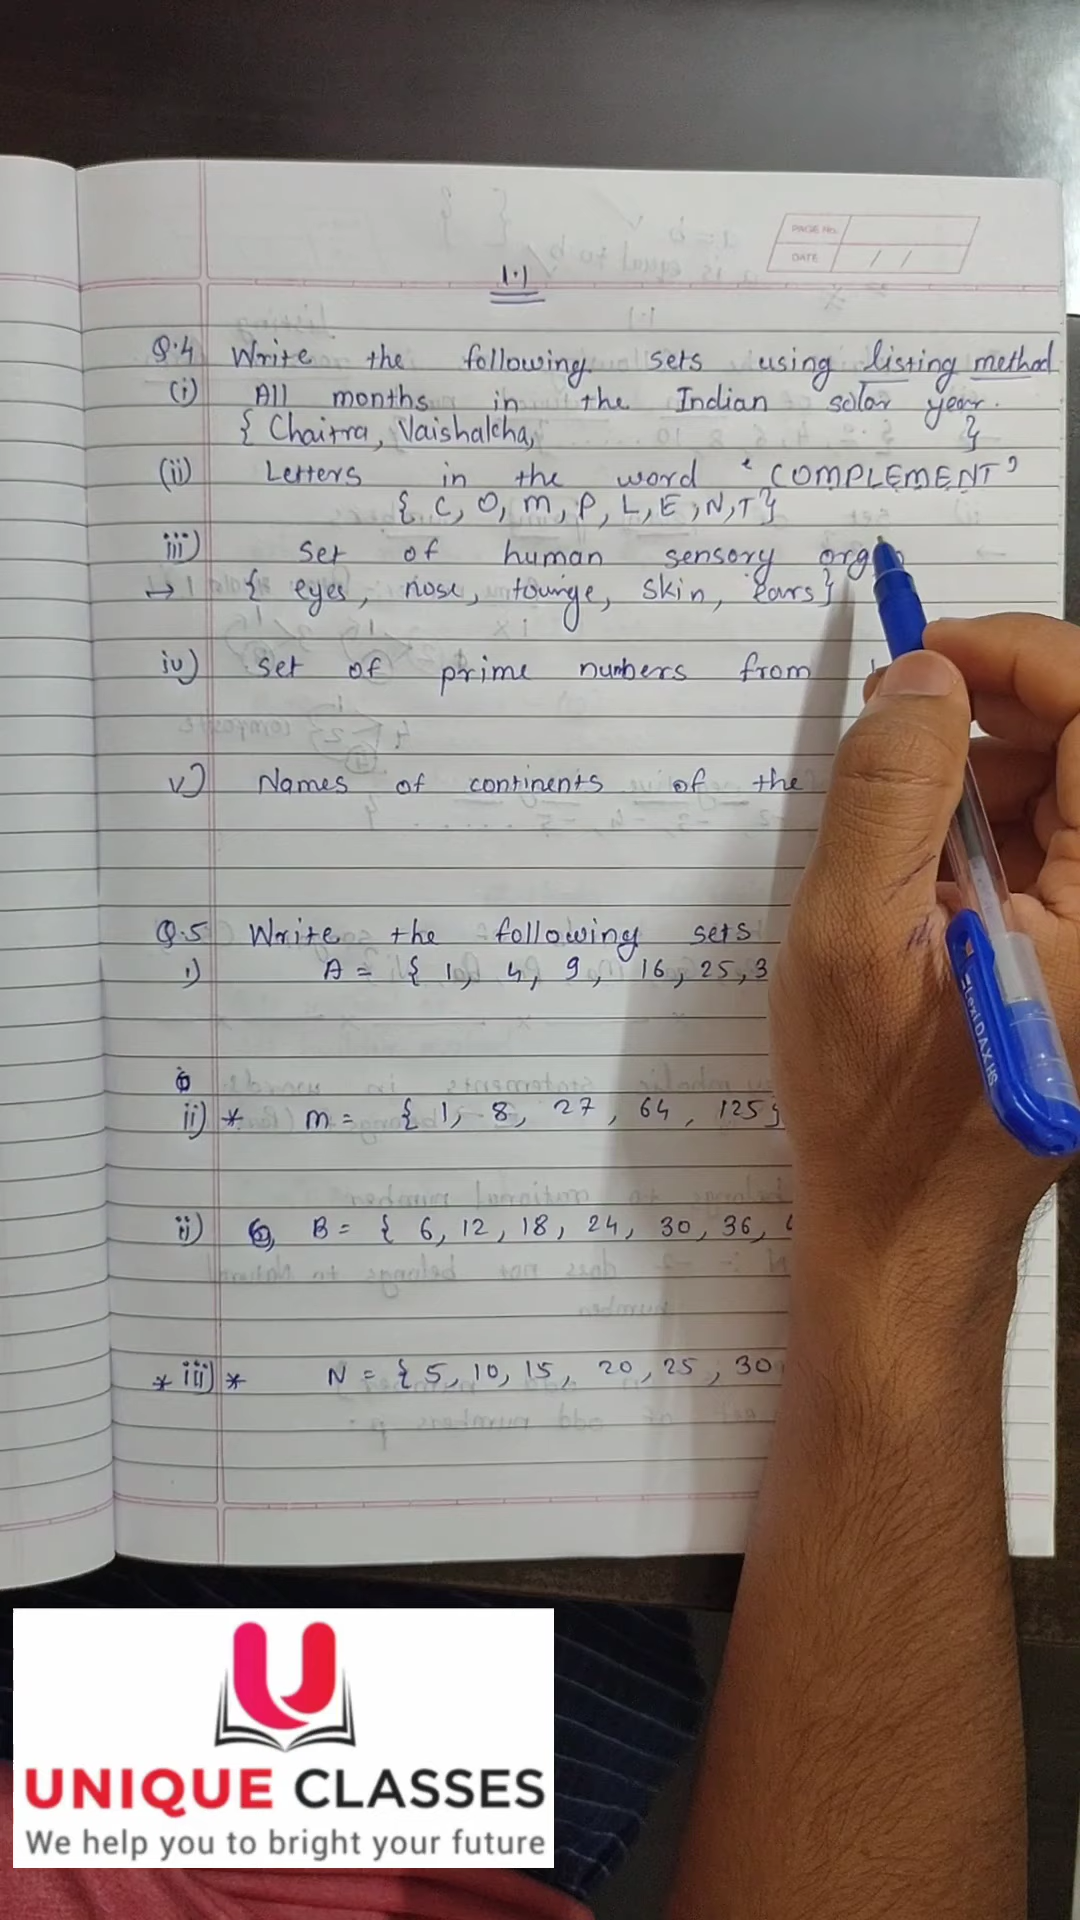 PAGE No.
DATE / /
1.1
Q.4 Write the following sets using listing method
(i) All months in the Indian solar year.
{ Chaitra, Vaishakha, }
(ii) Letters in the word 'COMPLEMENT'
{ C, O, M, P, L, E, N, T }
iii) set of human sensory
→ { eyes, nose, tounge, skin, Ears }
iv) set of prime numbers from
v) Names of continents of the
Q.5 Write the following sets
i) A = { 1, 4, 9, 16, 25, 3
ii) * M = { 1, 8, 27, 64, 125 }
ii) B = { 6, 12, 18, 24, 30, 36,
* iii) * N = { 5, 10, 15, 20, 25, 30
Flexi DAXHS
UNIQUE CLASSES
We help you to bright your future